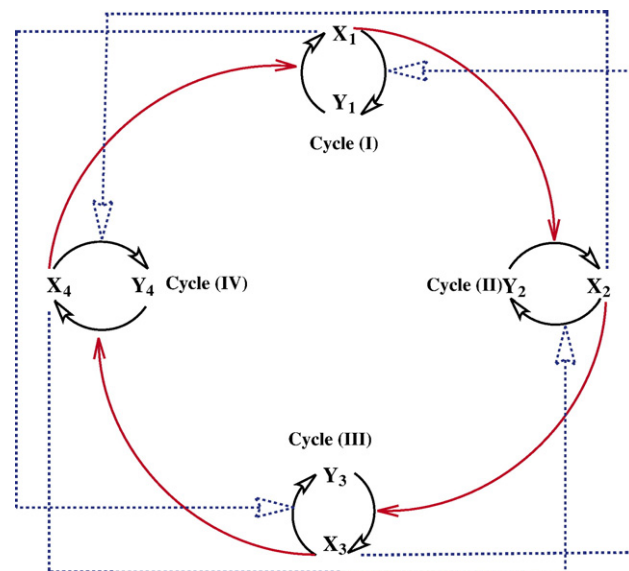 X₁
Y₁
Cycle (I)
X₄ Y₄ Cycle (IV)
Cycle (II) Y₂ X₂
Cycle (III)
Y₃
X₃